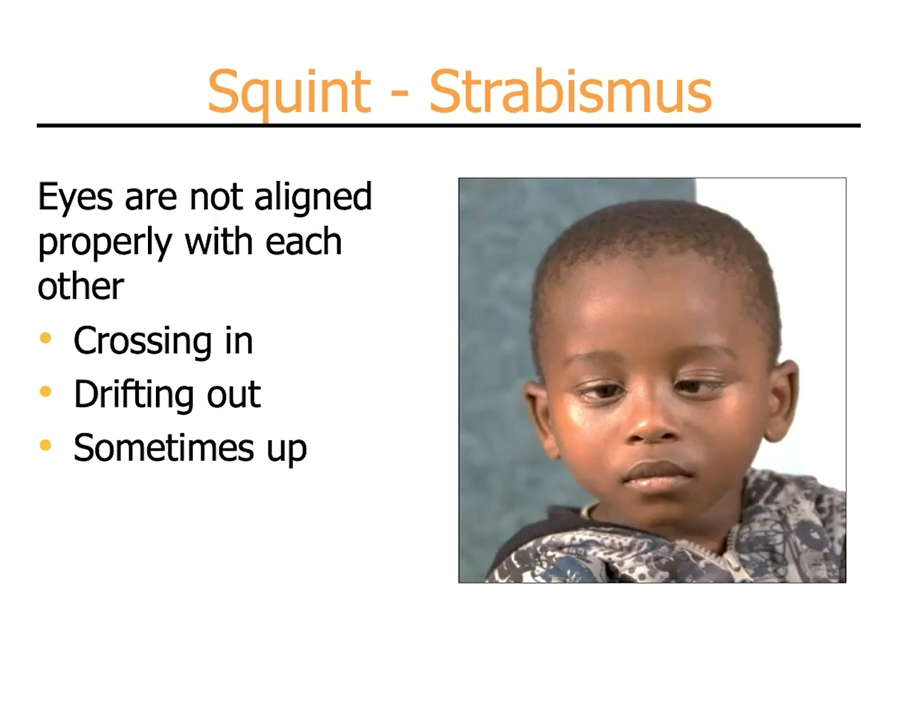 Squint - Strabismus
Eyes are not aligned
properly with each
other
• Crossing in
• Drifting out
• Sometimes up